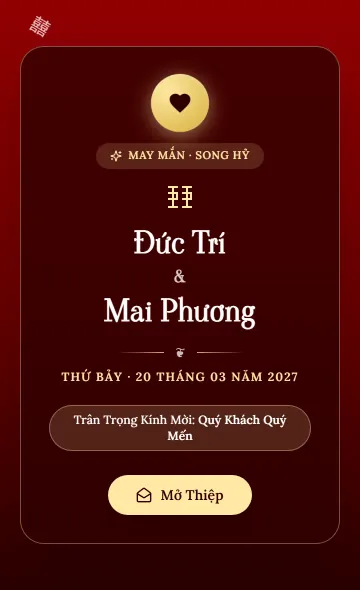 囍
MAY MẮN · SONG HỶ
Đức Trí
&
Mai Phương
THỨ BẢY · 20 THÁNG 03 NĂM 2027
Trân Trọng Kính Mời: Quý Khách Quý
Mến
Mở Thiệp